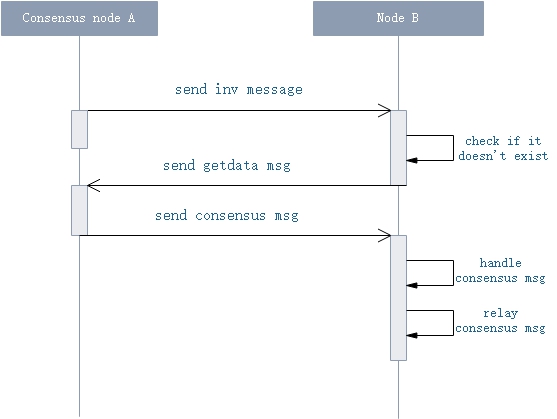 Consensus node A
Node B
send inv message
check if it
doesn't exist
send getdata msg
send consensus msg
handle
consensus msg
relay
consensus msg